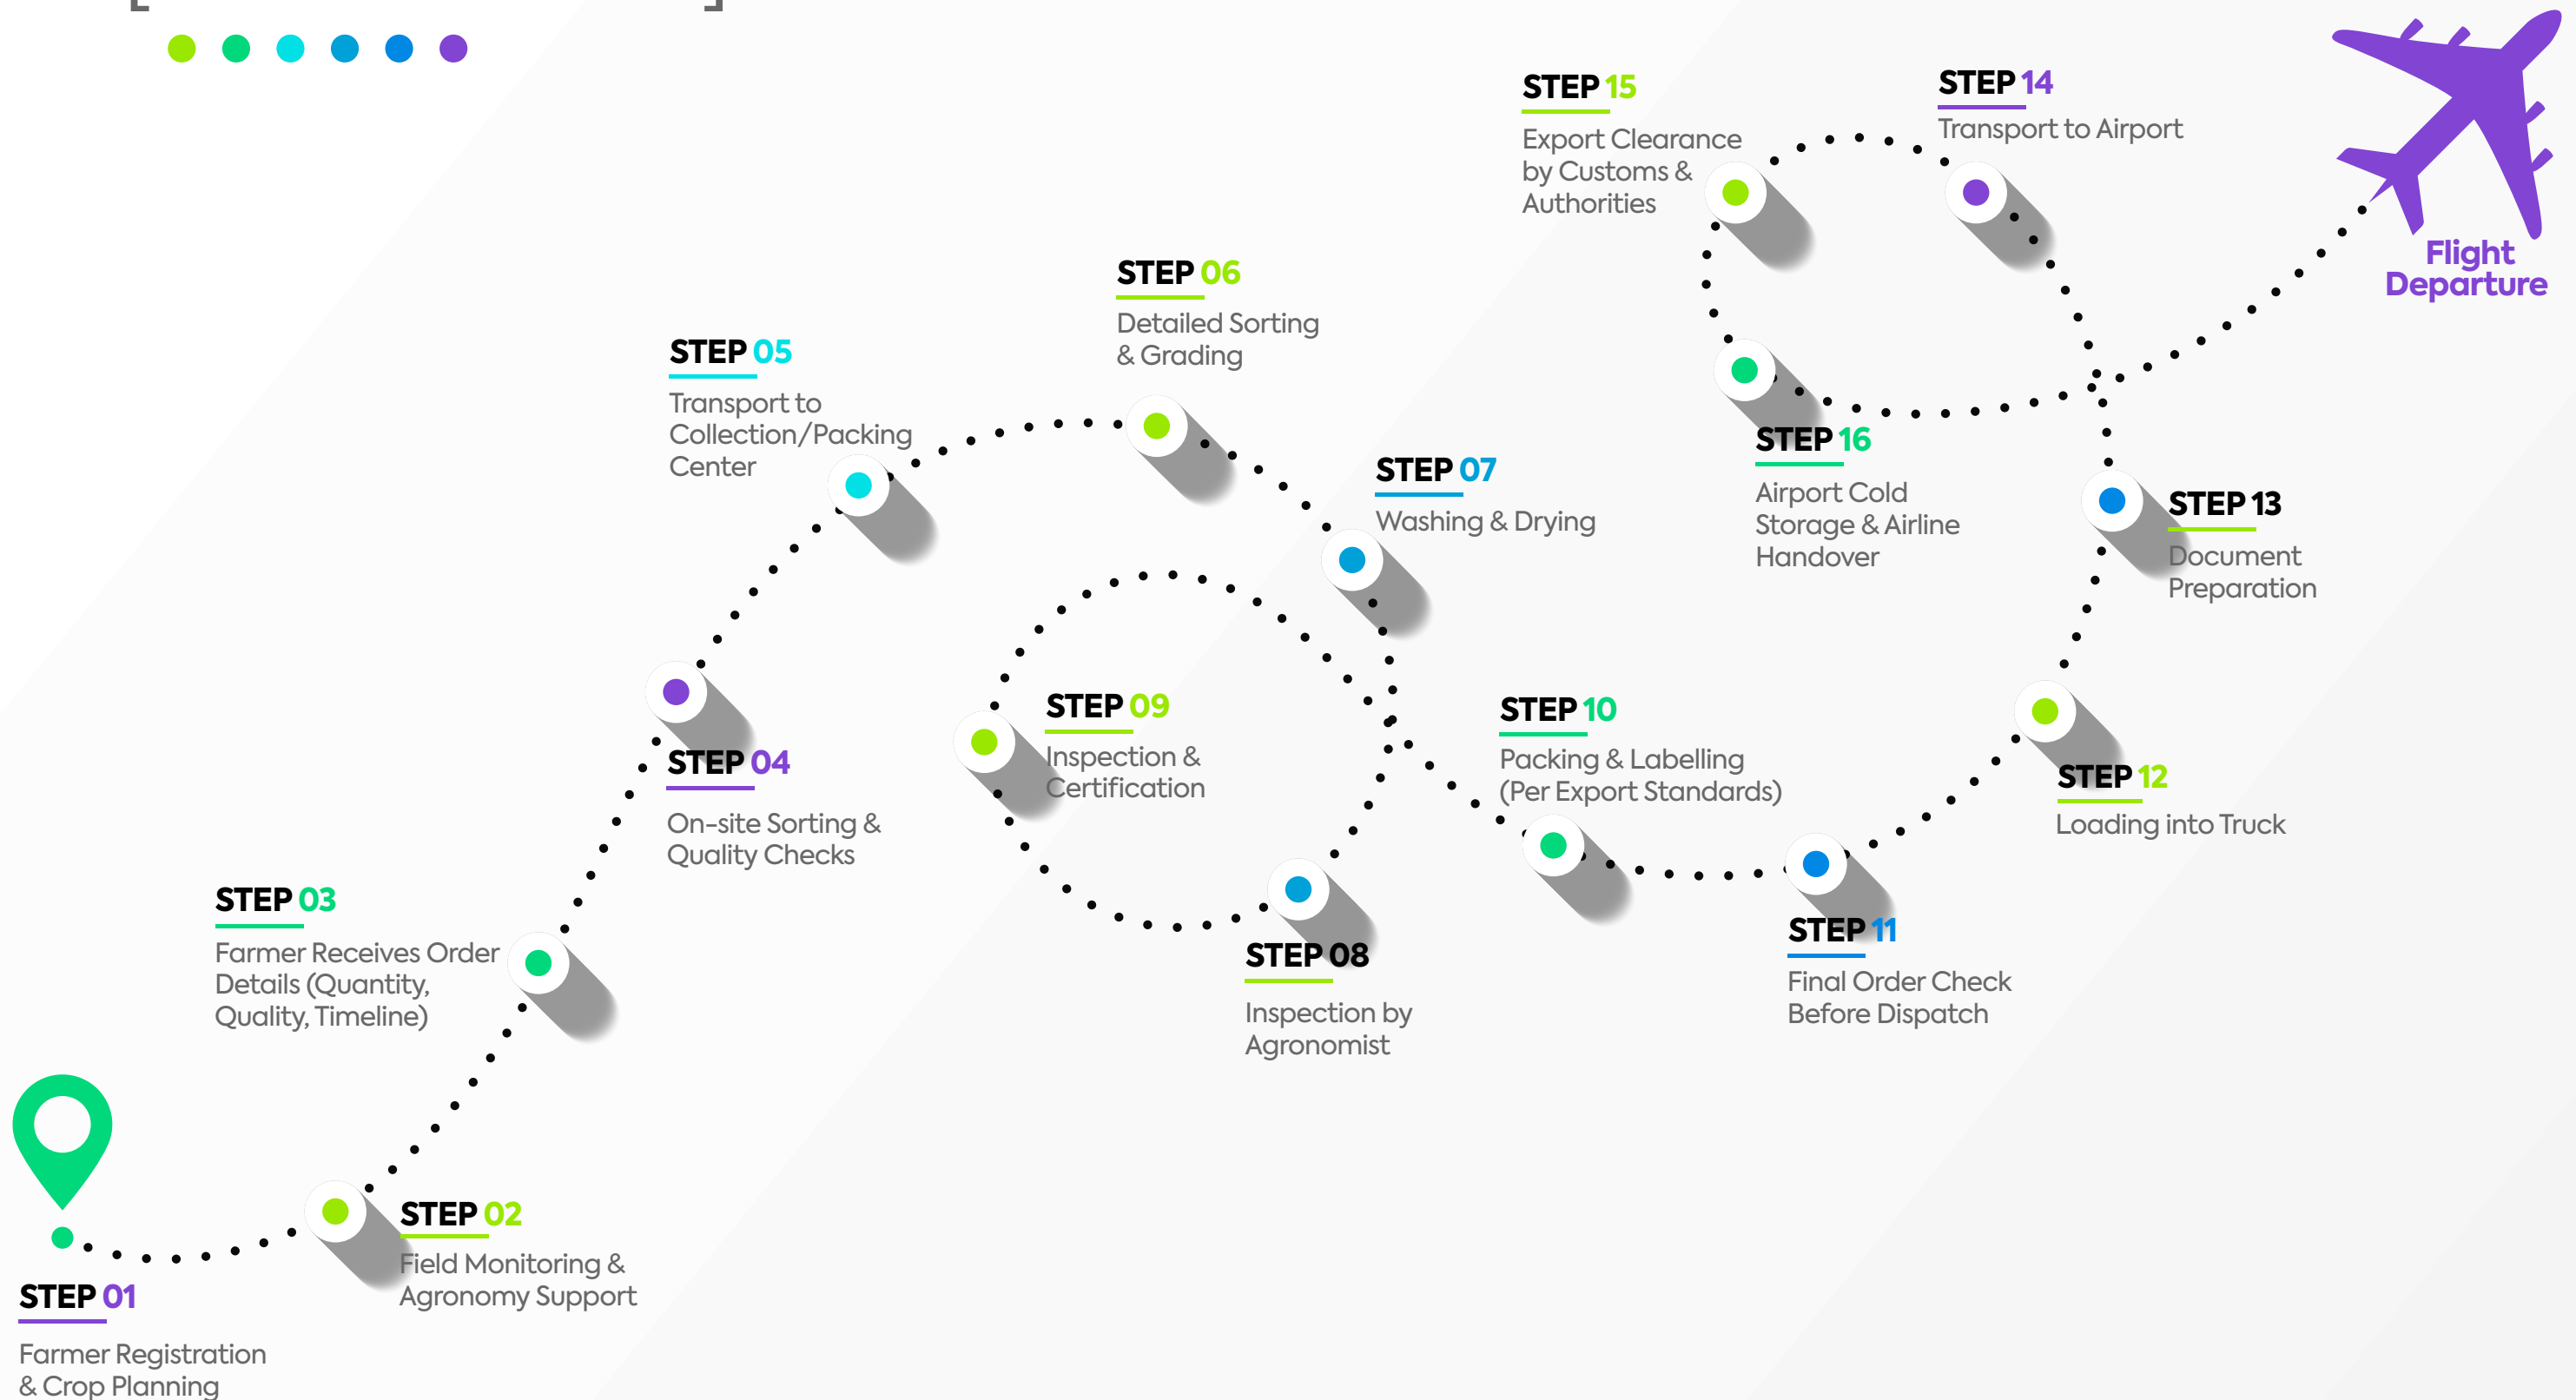 STEP 01
Farmer Registration
& Crop Planning
STEP 02
Field Monitoring &
Agronomy Support
STEP 03
Farmer Receives Order
Details (Quantity,
Quality, Timeline)
STEP 04
On-site Sorting &
Quality Checks
STEP 05
Transport to
Collection/Packing
Center
STEP 06
Detailed Sorting
& Grading
STEP 07
Washing & Drying
STEP 08
Inspection by
Agronomist
STEP 09
Inspection &
Certification
STEP 10
Packing & Labelling
(Per Export Standards)
STEP 11
Final Order Check
Before Dispatch
STEP 12
Loading into Truck
STEP 13
Document
Preparation
STEP 14
Transport to Airport
STEP 15
Export Clearance
by Customs &
Authorities
STEP 16
Airport Cold
Storage & Airline
Handover
Flight
Departure